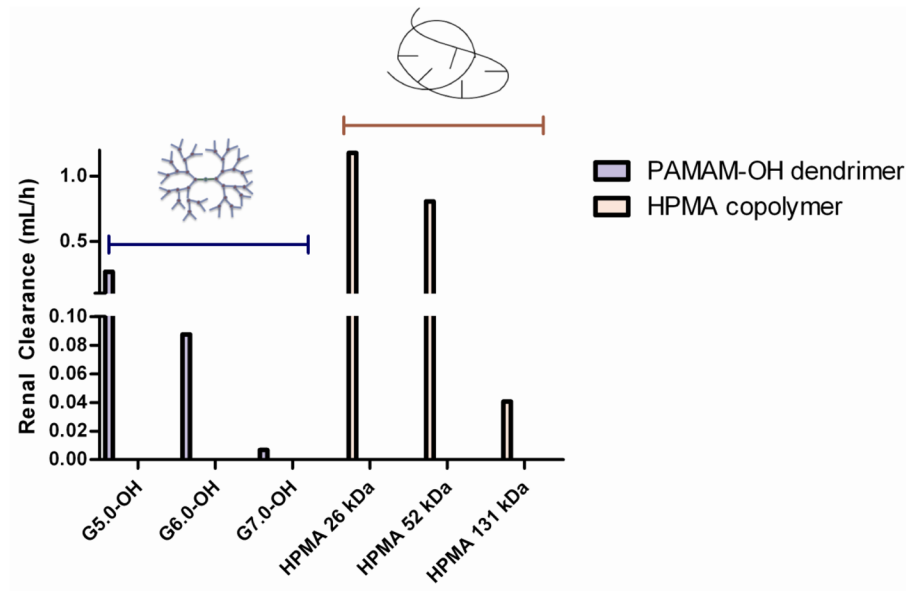 PAMAM-OH dendrimer
HPMA copolymer
Renal Clearance (mL/h)
1.0
0.5
0.10
0.08
0.06
0.04
0.02
0.00
G5.0-OH
G6.0-OH
G7.0-OH
HPMA 26 kDa
HPMA 52 kDa
HPMA 131 kDa